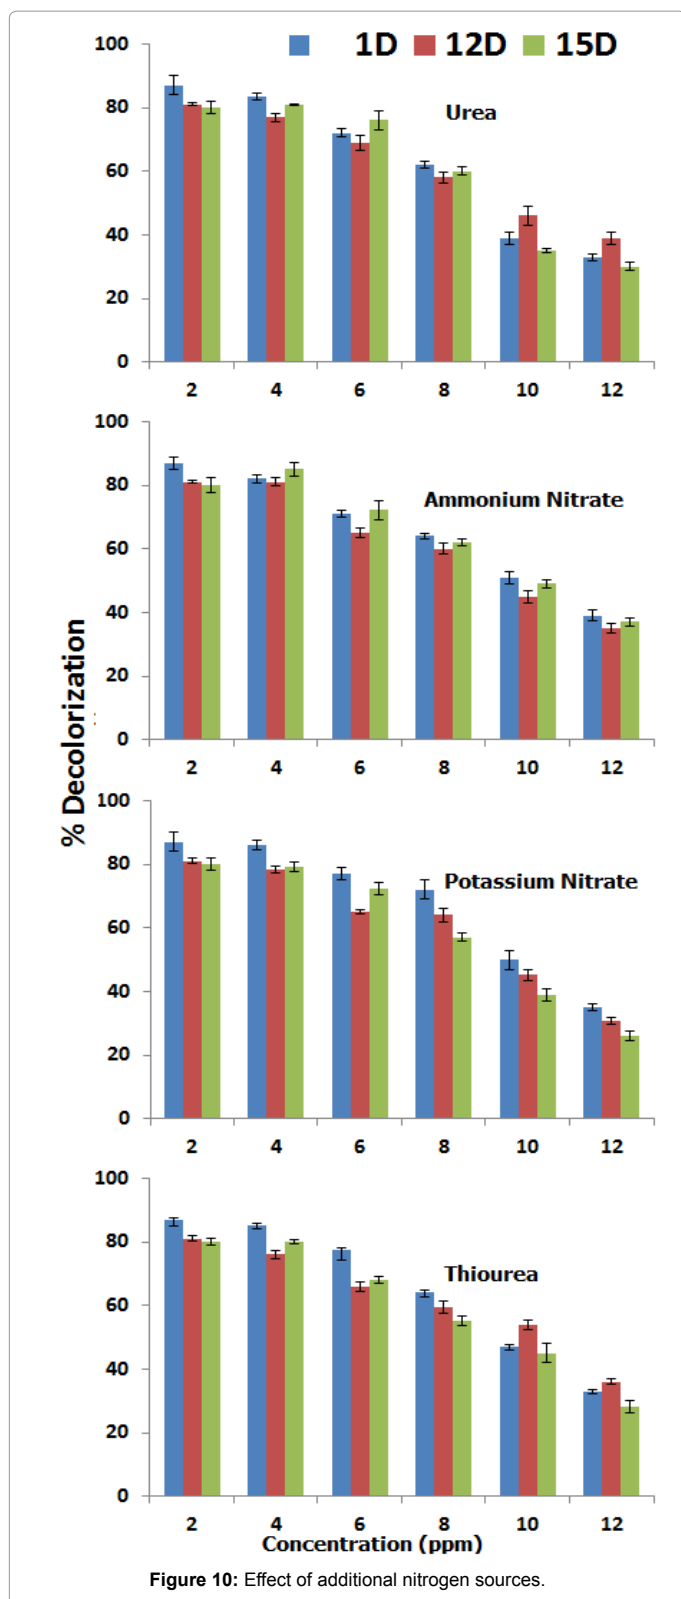 1D 12D 15D
100
80
60
40
20
0
Urea
2 4 6 8 10 12
100
80
60
40
20
0
Ammonium Nitrate
2 4 6 8 10 12
% Decolorization
100
80
60
40
20
0
Potassium Nitrate
2 4 6 8 10 12
100
80
60
40
20
0
Thiourea
2 4 6 8 10 12
Concentration (ppm)
Figure 10: Effect of additional nitrogen sources.